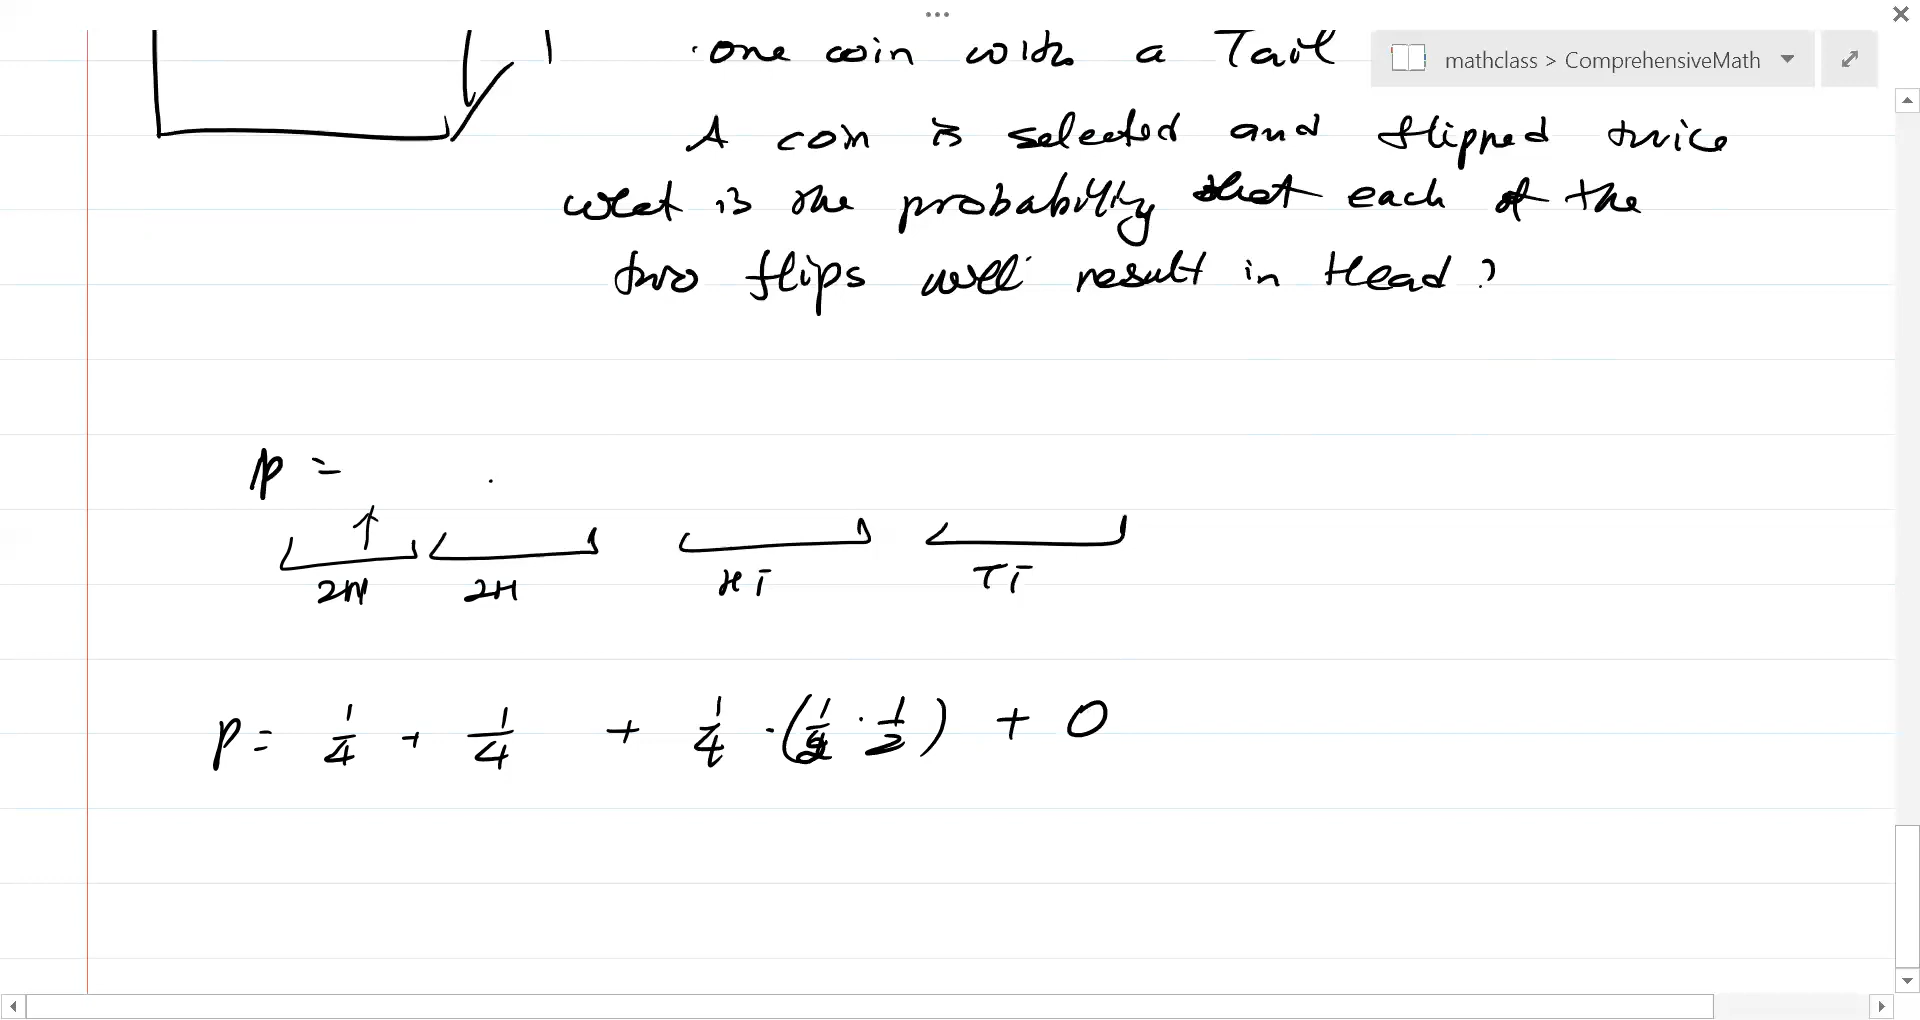 . one coin with a Tail
mathclass > ComprehensiveMath
A coin is selected and flipped twice
what is the probability that each of the
two flips will result in Head?
p =
2H 2H HT TT
p = 1/4 + 1/4 + 1/4 · (1/2 · 1/2) + 0